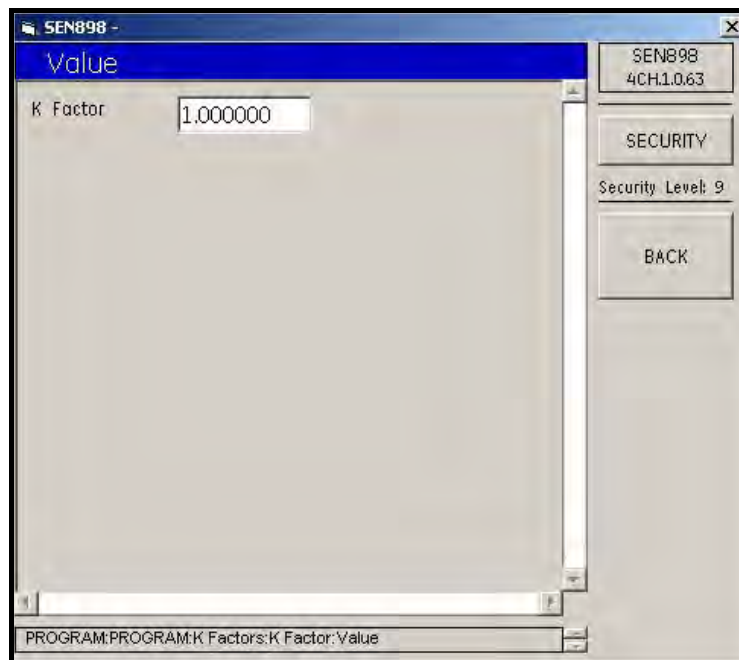 SEN898 -
Value
K Factor
1.000000
SEN898
4CH.1.0.63
SECURITY
Security Level: 9
BACK
PROGRAM:PROGRAM:K Factors:K Factor:Value